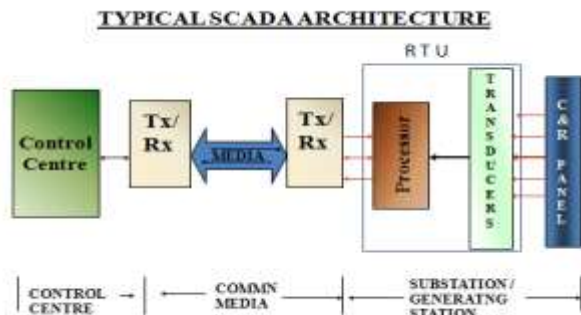 TYPICAL SCADA ARCHITECTURE
R T U
Control
Centre
Tx/
Rx
MEDIA
Tx/
Rx
Processor
TRANSDUCERS
C&R PANEL
CONTROL
CENTRE
COMMN
MEDIA
SUBSTATION /
GENERATNG
STATION